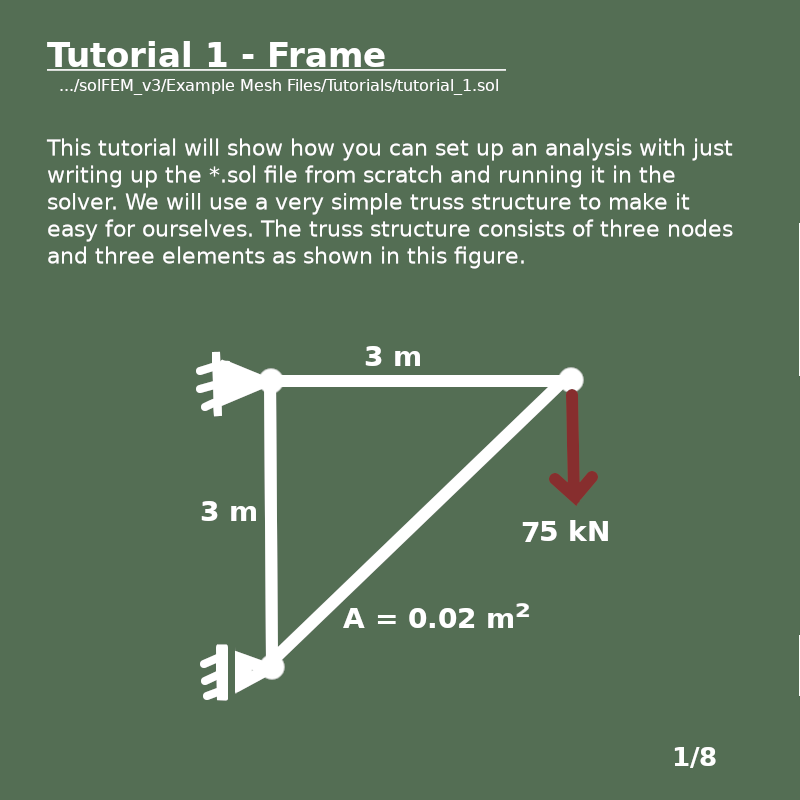 Tutorial 1 - Frame
.../solFEM_v3/Example Mesh Files/Tutorials/tutorial_1.sol
This tutorial will show how you can set up an analysis with just
writing up the *.sol file from scratch and running it in the
solver. We will use a very simple truss structure to make it
easy for ourselves. The truss structure consists of three nodes
and three elements as shown in this figure.
3 m
3 m
75 kN
A = 0.02 m²
1/8